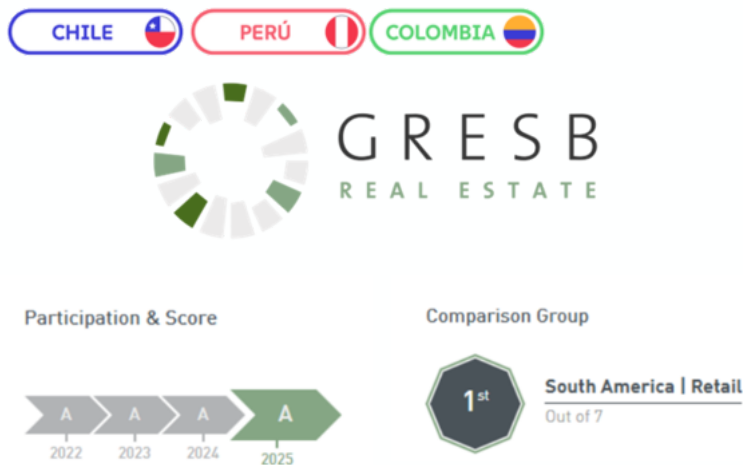 CHILE PERÚ COLOMBIA
GRESB
REAL ESTATE
Participation & Score
A A A A
2022 2023 2024 2025
Comparison Group
1st
South America | Retail
Out of 7